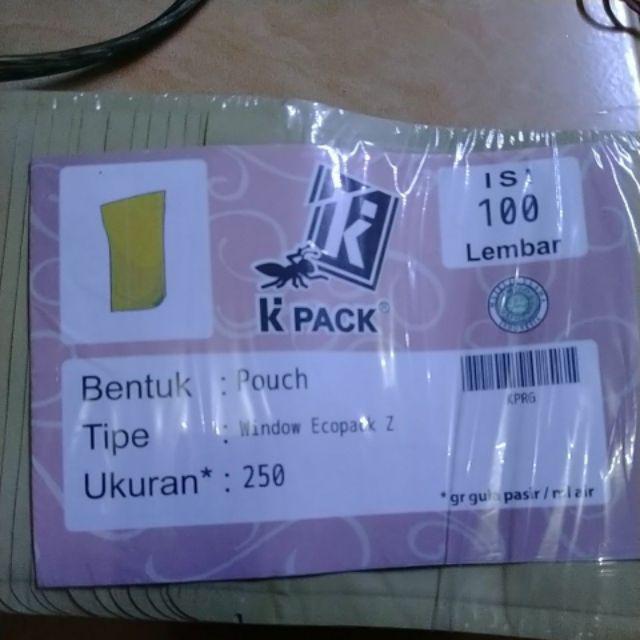 ISI
100
Lembar
k PACK®
Bentuk : Pouch
Tipe : Window Ecopack Z
Ukuran* : 250
KPRG
* gr gula pasir / ml air